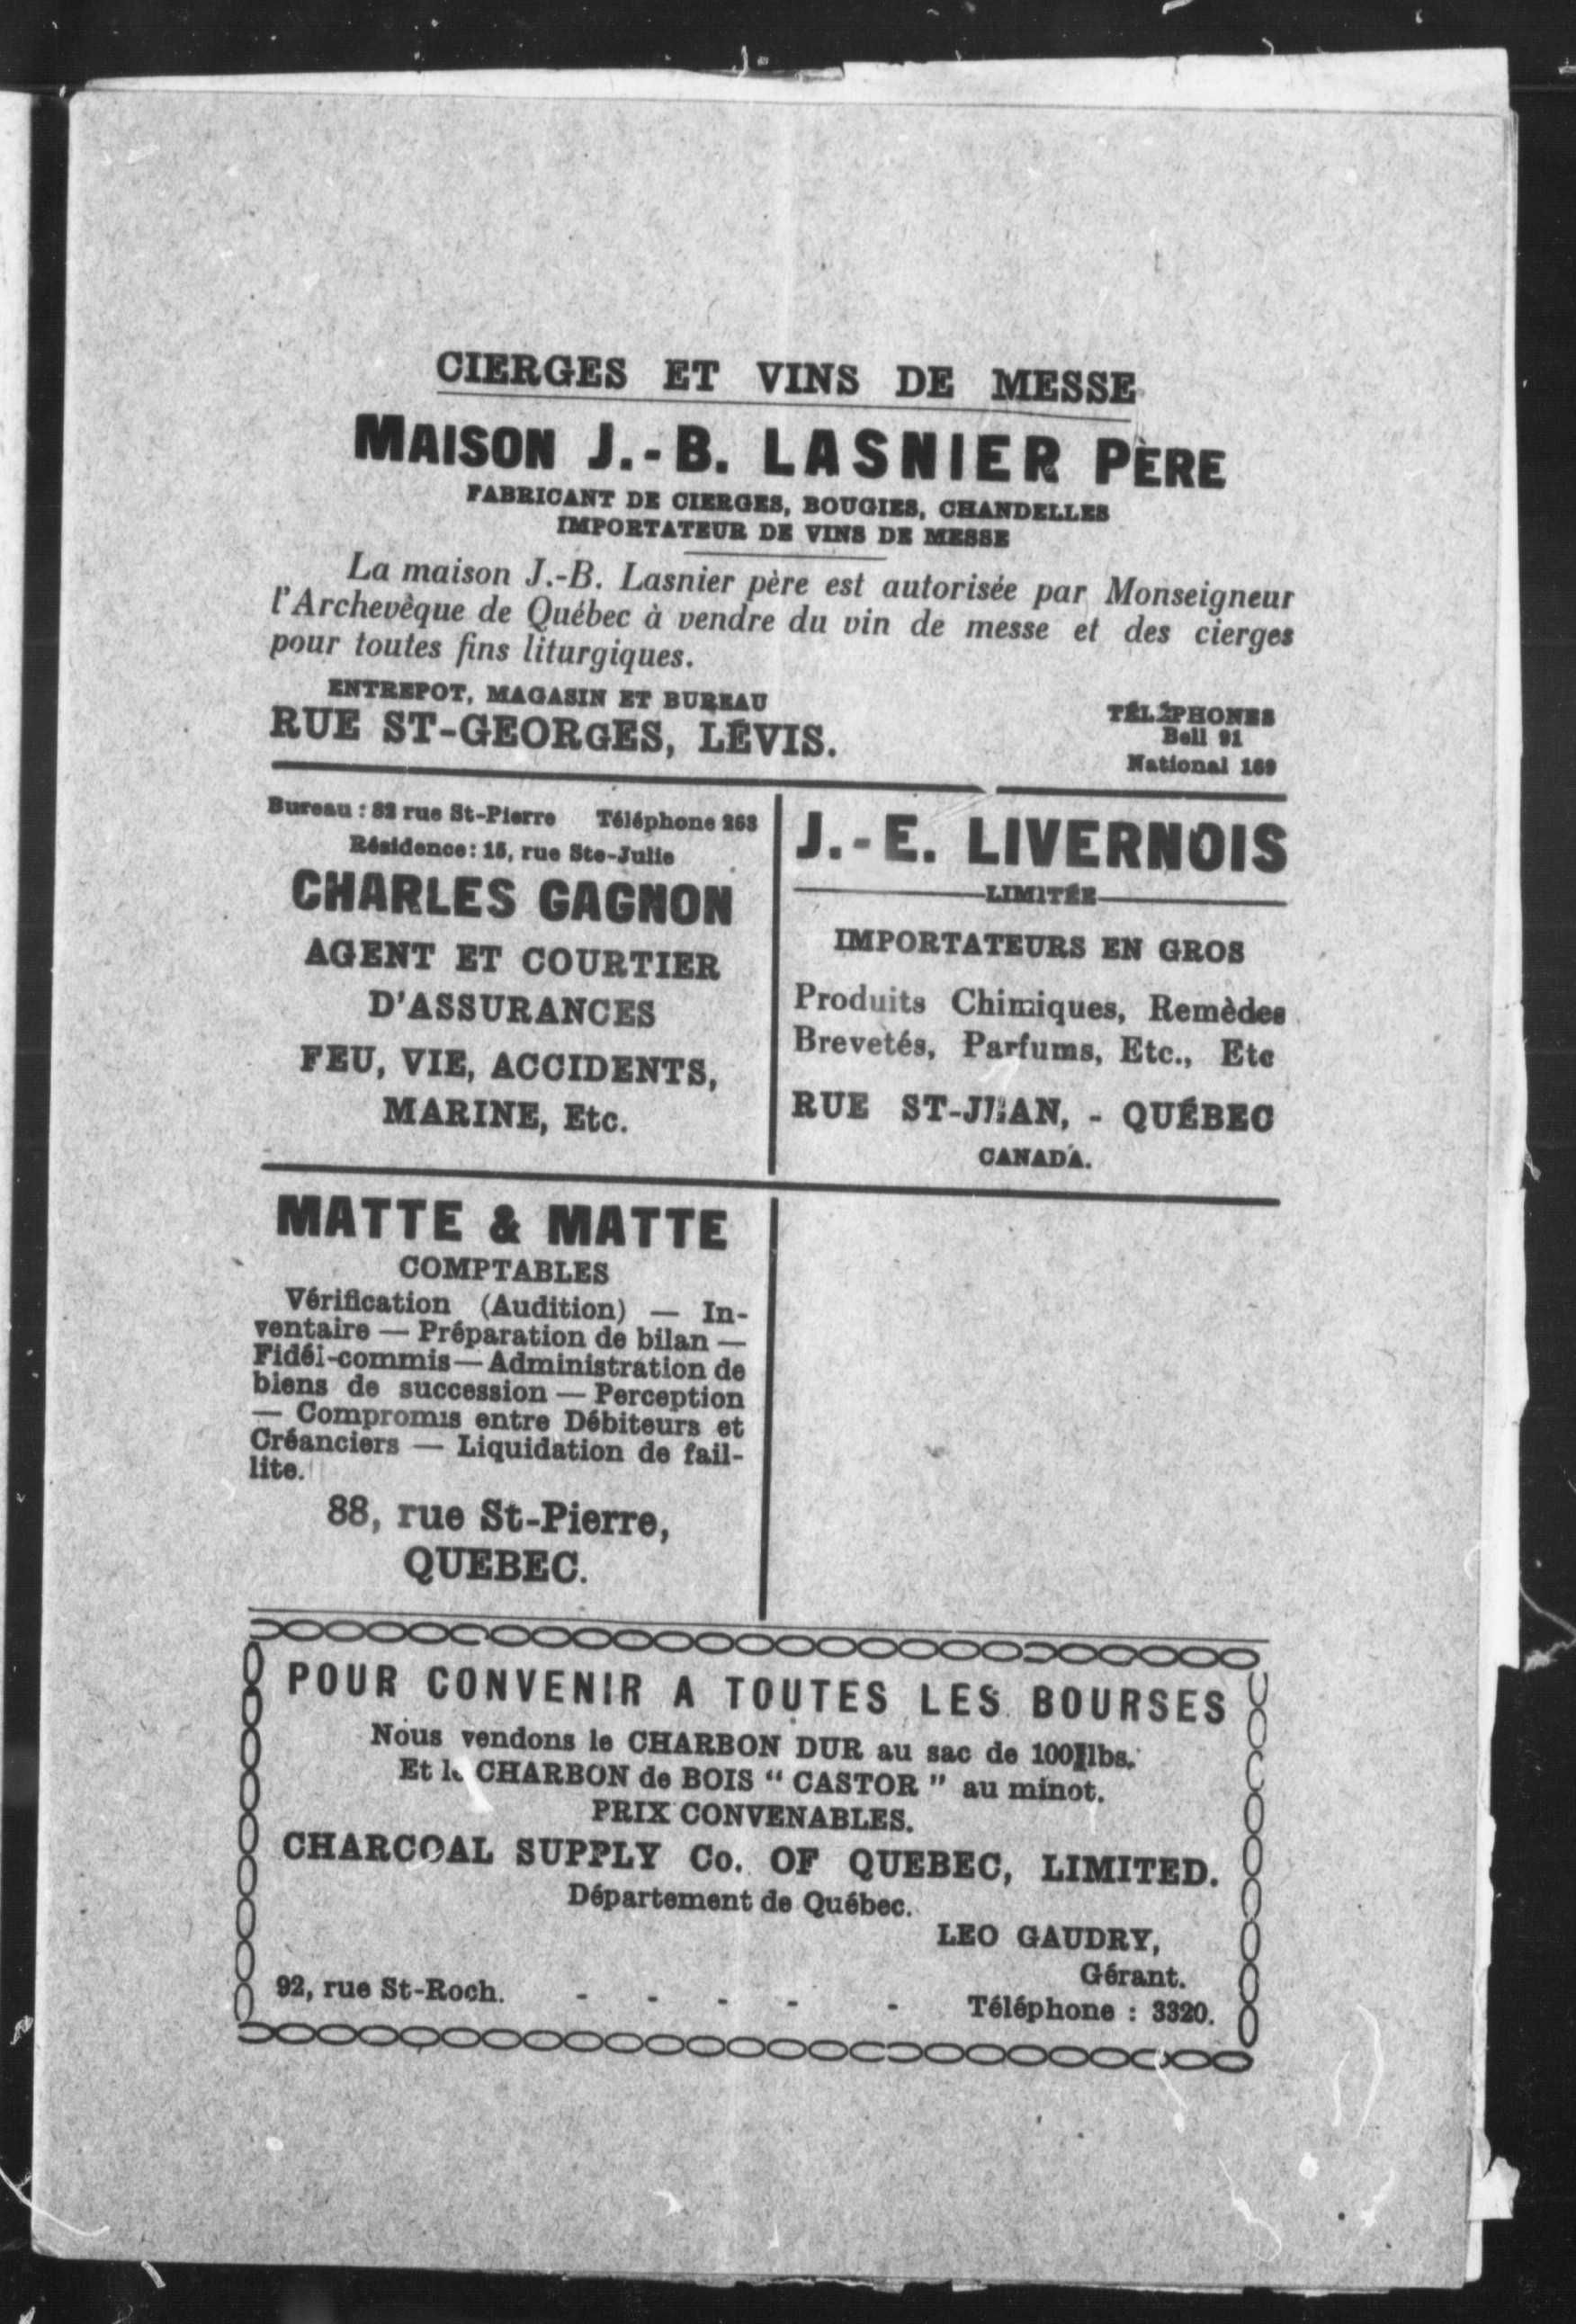 CIERGES ET VINS DE MESSE
MAISON J.-B. LASNIER PÈRE
FABRICANT DE CIERGES, BOUGIES, CHANDELLES
IMPORTATEUR DE VINS DE MESSE
La maison J.-B. Lasnier père est autorisée par Monseigneur
l'Archevêque de Québec à vendre du vin de messe et des cierges
pour toutes fins liturgiques.
ENTREPOT, MAGASIN ET BUREAU
RUE ST-GEORGES, LÉVIS.
TÉLÉPHONES
Bell 91
National 169
Bureau : 82 rue St-Pierre Téléphone 263
Résidence: 15, rue Ste-Julie
CHARLES GAGNON
AGENT ET COURTIER
D'ASSURANCES
FEU, VIE, ACCIDENTS,
MARINE, Etc.
J.-E. LIVERNOIS
LIMITÉE
IMPORTATEURS EN GROS
Produits Chimiques, Remèdes
Brevetés, Parfums, Etc., Etc
RUE ST-JEAN, - QUÉBEC
CANADA.
MATTE & MATTE
COMPTABLES
Vérification (Audition) — In-
ventaire — Préparation de bilan —
Fidéi-commis — Administration de
biens de succession — Perception
— Compromis entre Débiteurs et
Créanciers — Liquidation de fail-
lite.
88, rue St-Pierre,
QUEBEC.
POUR CONVENIR A TOUTES LES BOURSES
Nous vendons le CHARBON DUR au sac de 100 lbs.
Et le CHARBON de BOIS " CASTOR " au minot.
PRIX CONVENABLES.
CHARCOAL SUPPLY Co. OF QUEBEC, LIMITED.
Département de Québec.
LEO GAUDRY,
Gérant.
92, rue St-Roch. - - - - - Téléphone : 3320.